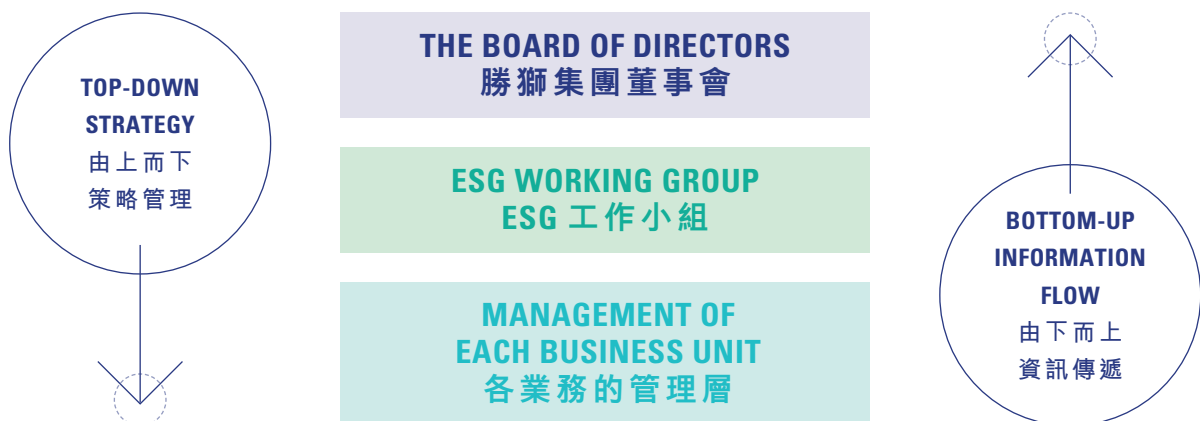 TOP-DOWN
STRATEGY
由上而下
策略管理
THE BOARD OF DIRECTORS
勝獅集團董事會
ESG WORKING GROUP
ESG 工作小組
MANAGEMENT OF
EACH BUSINESS UNIT
各業務的管理層
BOTTOM-UP
INFORMATION
FLOW
由下而上
資訊傳遞